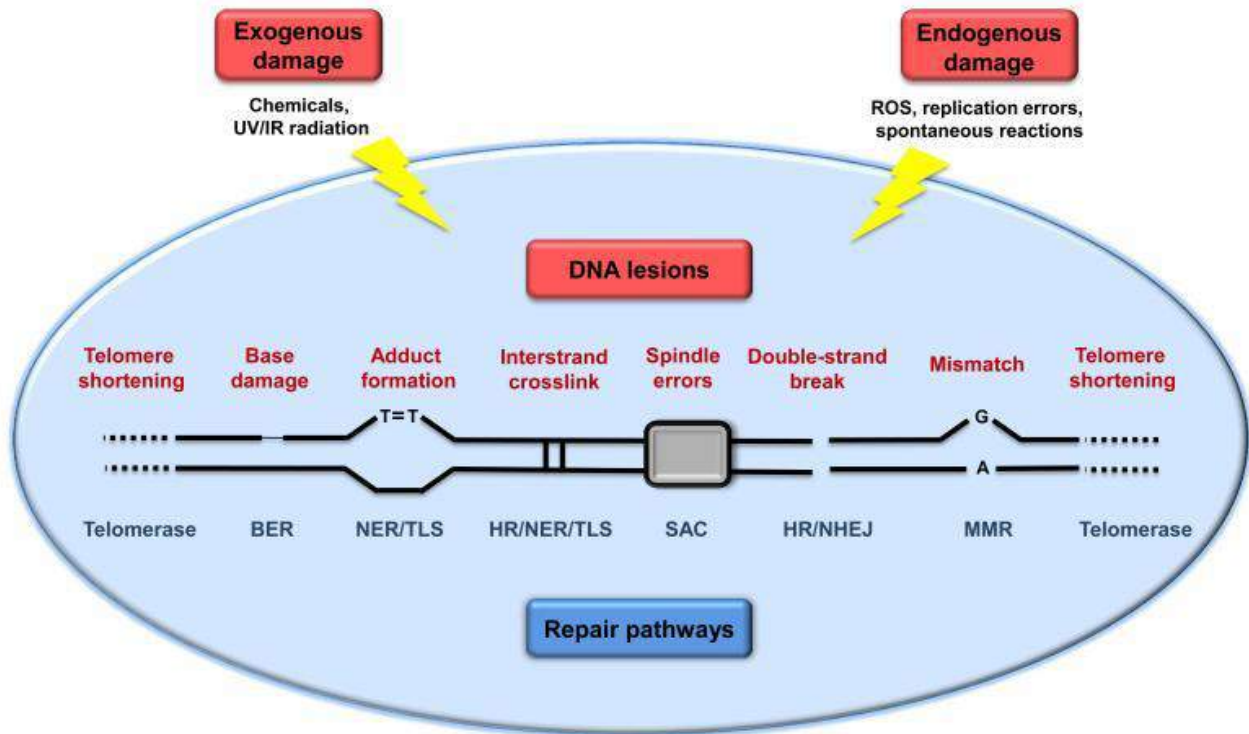 Exogenous
damage
Endogenous
damage
Chemicals,
UV/IR radiation
ROS, replication errors,
spontaneous reactions
DNA lesions
Telomere
shortening
Base
damage
Adduct
formation
Interstrand
crosslink
Spindle
errors
Double-strand
break
Mismatch
Telomere
shortening
T=T
G
A
Telomerase
BER
NER/TLS
HR/NER/TLS
SAC
HR/NHEJ
MMR
Telomerase
Repair pathways